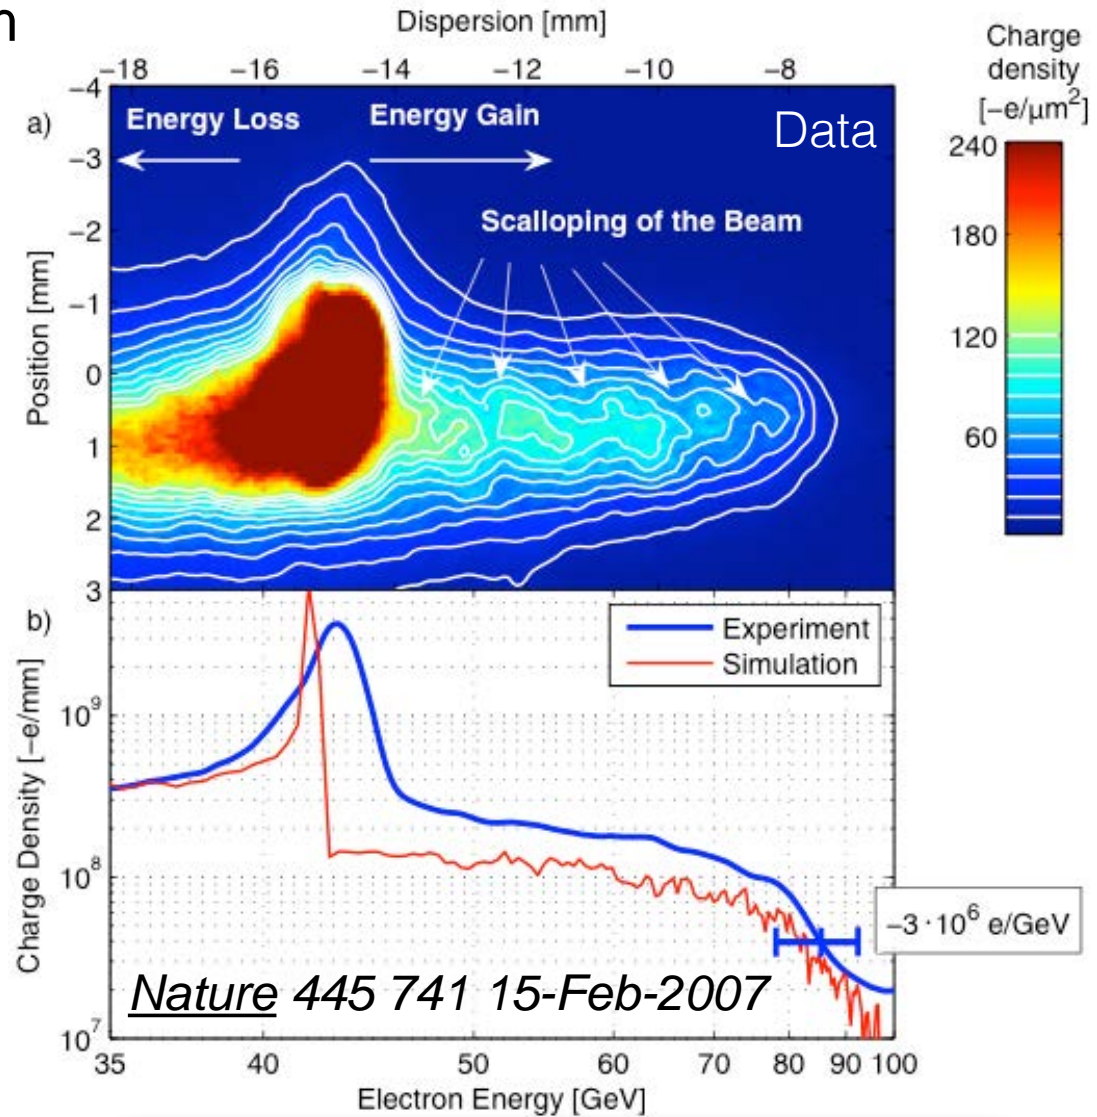 n
Dispersion [mm]
−18 −16 −14 −12 −10 −8
Charge
density
[−e/μm²]
a)
Energy Loss Energy Gain Data
Scalloping of the Beam
Position [mm]
−4
−3
−2
−1
0
1
2
3
240
180
120
60
b)
Experiment
Simulation
Charge Density [−e/mm]
10⁹
10⁸
10⁷
−3·10⁶ e/GeV
Nature 445 741 15-Feb-2007
35 40 50 60 70 80 90 100
Electron Energy [GeV]